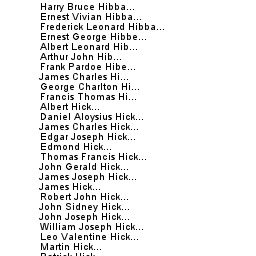 Harry Bruce Hibba...
Ernest Vivian Hibba...
Frederick Leonard Hibba...
Ernest George Hibbe...
Albert Leonard Hib...
Arthur John Hib...
Frank Pardoe Hibe...
James Charles Hi...
George Charlton Hi...
Francis Thomas Hi...
Albert Hick...
Daniel Aloysius Hick...
James Charles Hick...
Edgar Joseph Hick...
Edmond Hick...
Thomas Francis Hick...
John Gerald Hick...
James Joseph Hick...
James Hick...
Robert John Hick...
John Sidney Hick...
John Joseph Hick...
William Joseph Hick...
Leo Valentine Hick...
Martin Hick...
Patrick Hick...